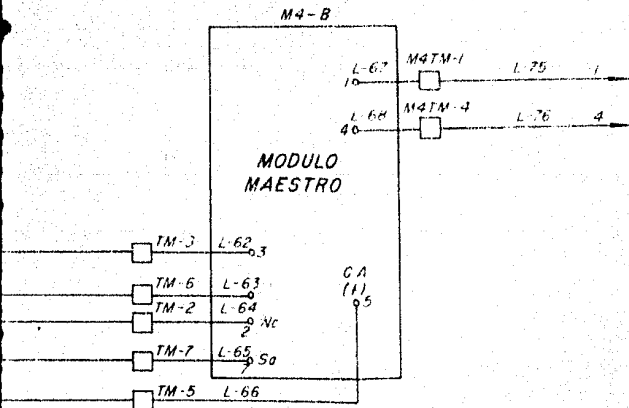 M4-B
L-67 M4TM-1 L-75 1
1
L-68 M4TM-4 L-76 4
4
MODULO
MAESTRO
TM-3 L-62 3
TM-6 L-63
TM-2 L-64
2 Nc
TM-7 L-65 Sa
CA
(+)
5
TM-5 L-66